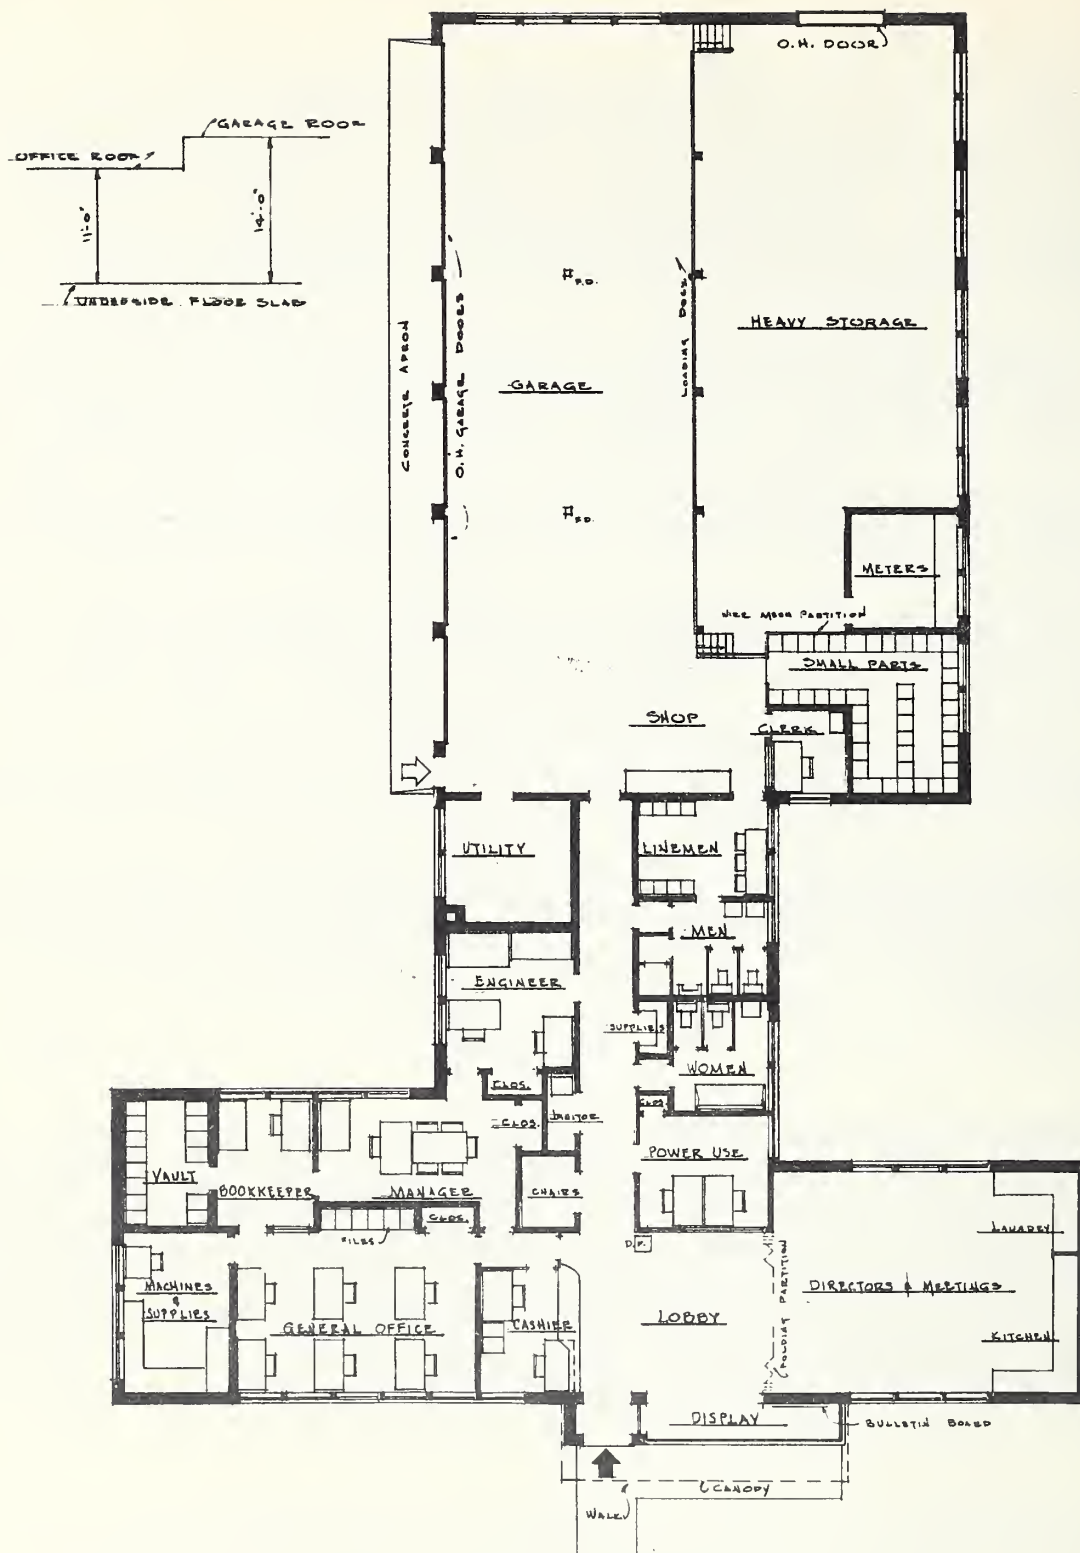 O.H. DOOR
GARAGE ROOF
OFFICE ROOF
11'-0"
14'-0"
UNDERSIDE FLOOR SLAB
CONCRETE APRON
O.H. GARAGE DOORS
F.D.
LOADING DOCK
HEAVY STORAGE
GARAGE
F.D.
METERS
WIRE MESH PARTITION
SMALL PARTS
SHOP
CLERK
UTILITY
LINEMEN
MEN
ENGINEER
SUPPLIES
WOMEN
CLOS.
CLOS.
JANITOR
CLOS.
POWER USE
VAULT
BOOKKEEPER
MANAGER
CHAIRS
CLOS.
FILES
D.F.
LAUNDRY
MACHINES
&
SUPPLIES
GENERAL OFFICE
CASHIER
LOBBY
FOLDING PARTITION
DIRECTORS & MEETINGS
KITCHEN
DISPLAY
BULLETIN BOARD
CANOPY
WALK